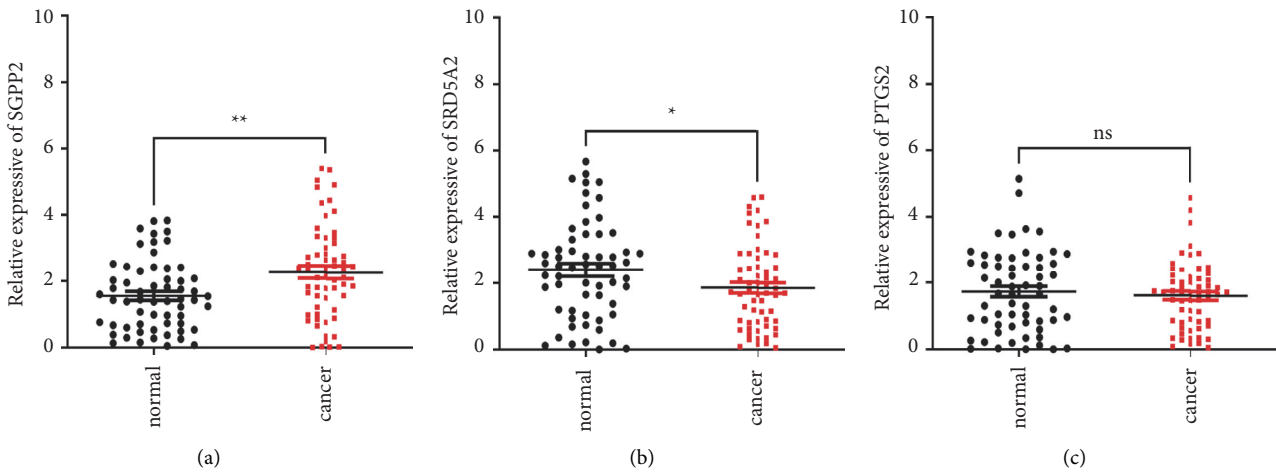 Relative expressive of SGPP2
10
8
6
4
2
0
**
normal
cancer
(a)
Relative expressive of SRD5A2
10
8
6
4
2
0
*
normal
cancer
(b)
Relative expressive of PTGS2
10
8
6
4
2
0
ns
normal
cancer
(c)